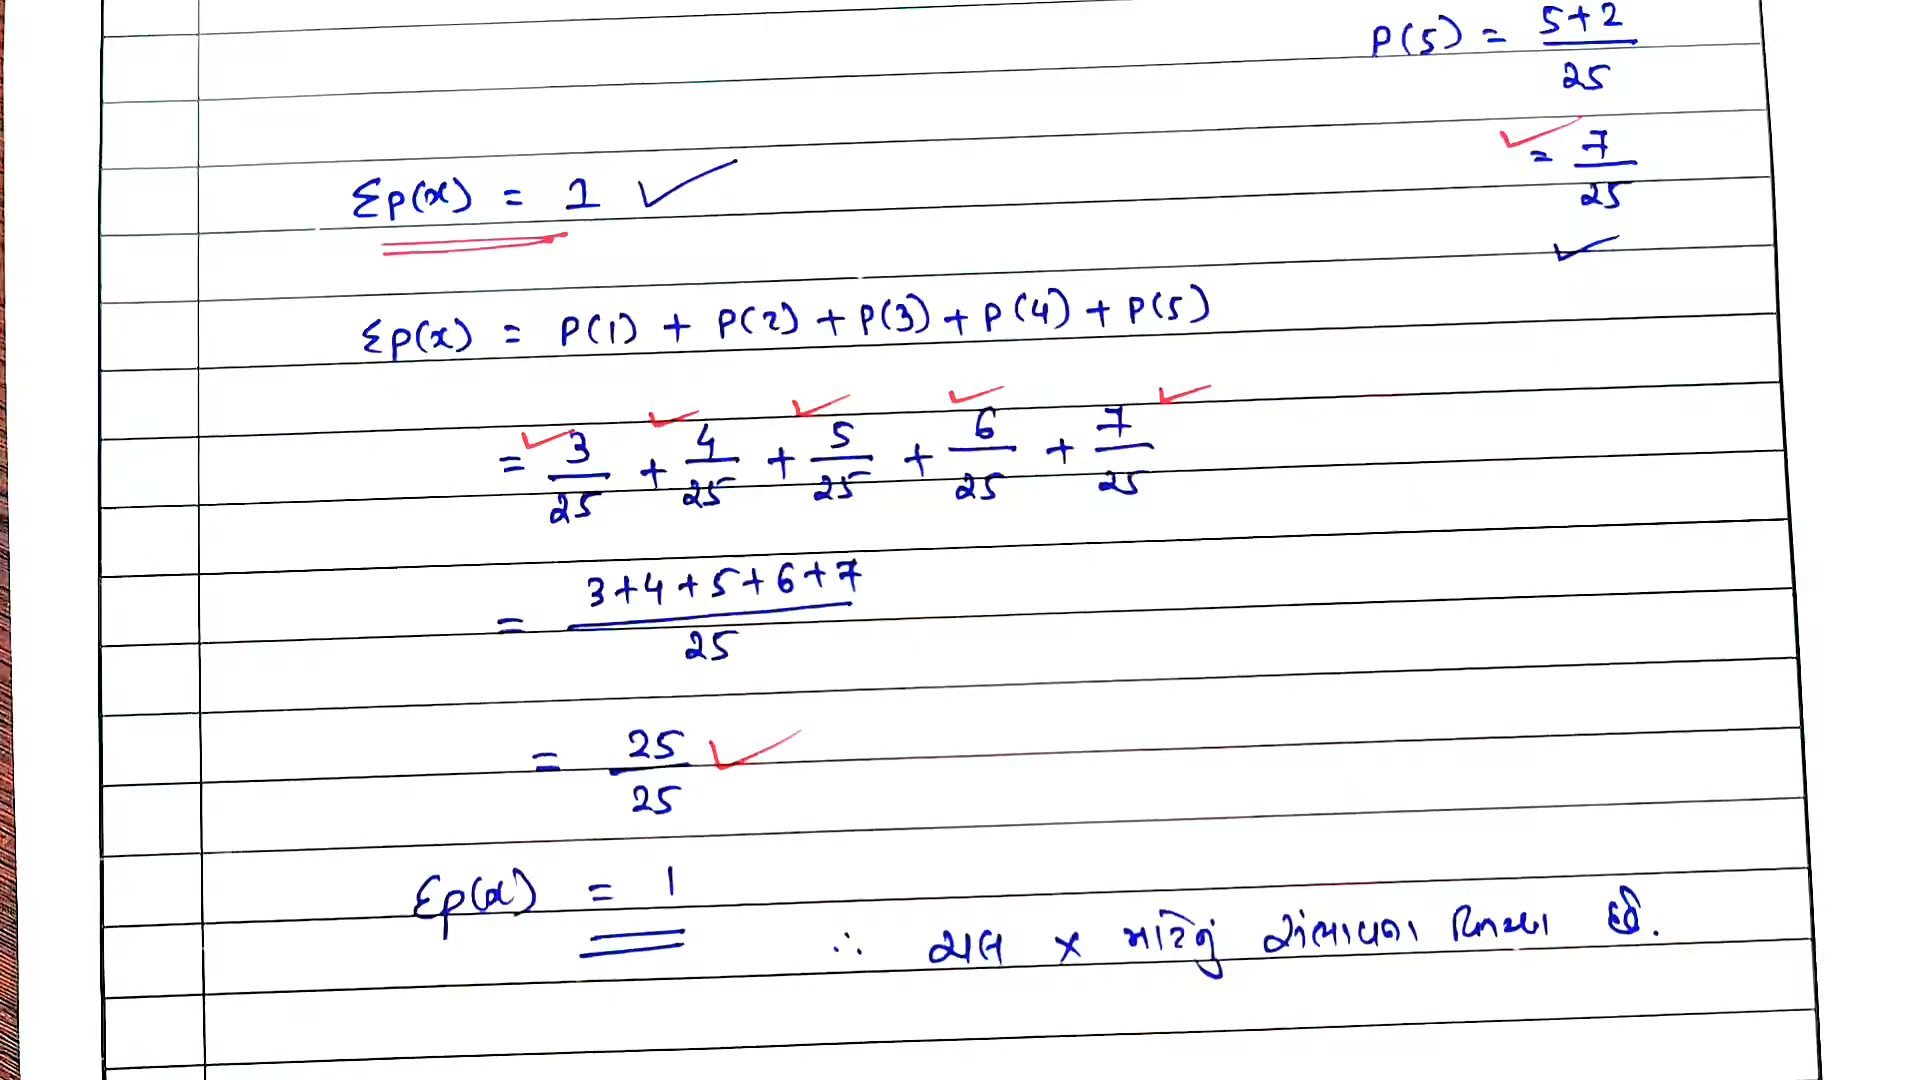 P(5) = 5+2 / 25
= 7/25
Σp(x) = 1 ✓
Σp(x) = P(1) + P(2) + P(3) + P(4) + P(5)
= 3/25 + 4/25 + 5/25 + 6/25 + 7/25
= 3+4+5+6+7 / 25
= 25/25
Σp(x) = 1
∴ ચલ x માટેનું સંભાવના વિતરણ છે.